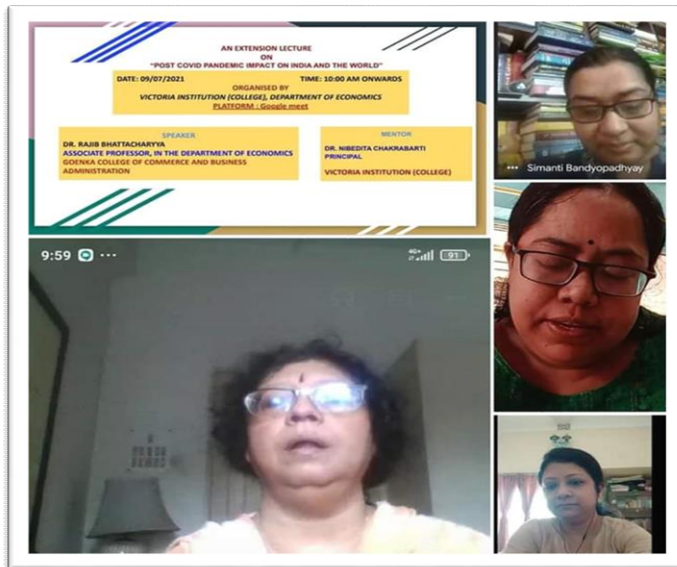 AN EXTENSION LECTURE
ON
"POST COVID PANDEMIC IMPACT ON INDIA AND THE WORLD"
DATE: 09/07/2021 TIME: 10:00 AM ONWARDS
ORGANISED BY
VICTORIA INSTITUTION (COLLEGE), DEPARTMENT OF ECONOMICS
PLATFORM : Google meet
SPEAKER
DR. RAJIB BHATTACHARYYA
ASSOCIATE PROFESSOR, IN THE DEPARTMENT OF ECONOMICS
GOENKA COLLEGE OF COMMERCE AND BUSINESS
ADMINISTRATION
MENTOR
DR. NIBEDITA CHAKRABARTI
PRINCIPAL
VICTORIA INSTITUTION (COLLEGE)
••• Simanti Bandyopadhyay
9:59 ••• 4G+ 91